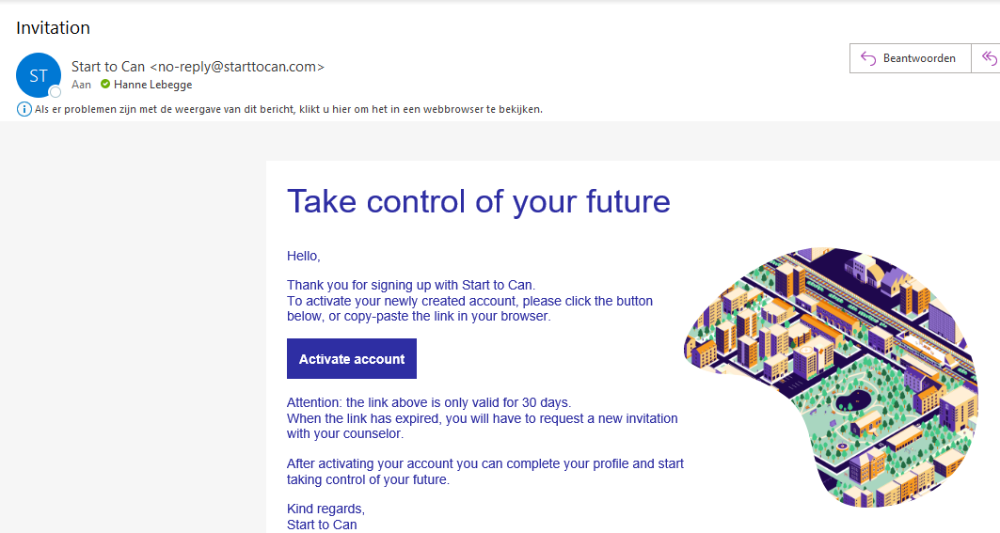 Invitation
ST
Start to Can <no-reply@starttocan.com>
Aan Hanne Lebegge
Beantwoorden
Als er problemen zijn met de weergave van dit bericht, klikt u hier om het in een webbrowser te bekijken.
Take control of your future
Hello,
Thank you for signing up with Start to Can.
To activate your newly created account, please click the button
below, or copy-paste the link in your browser.
Activate account
Attention: the link above is only valid for 30 days.
When the link has expired, you will have to request a new invitation
with your counselor.
After activating your account you can complete your profile and start
taking control of your future.
Kind regards,
Start to Can